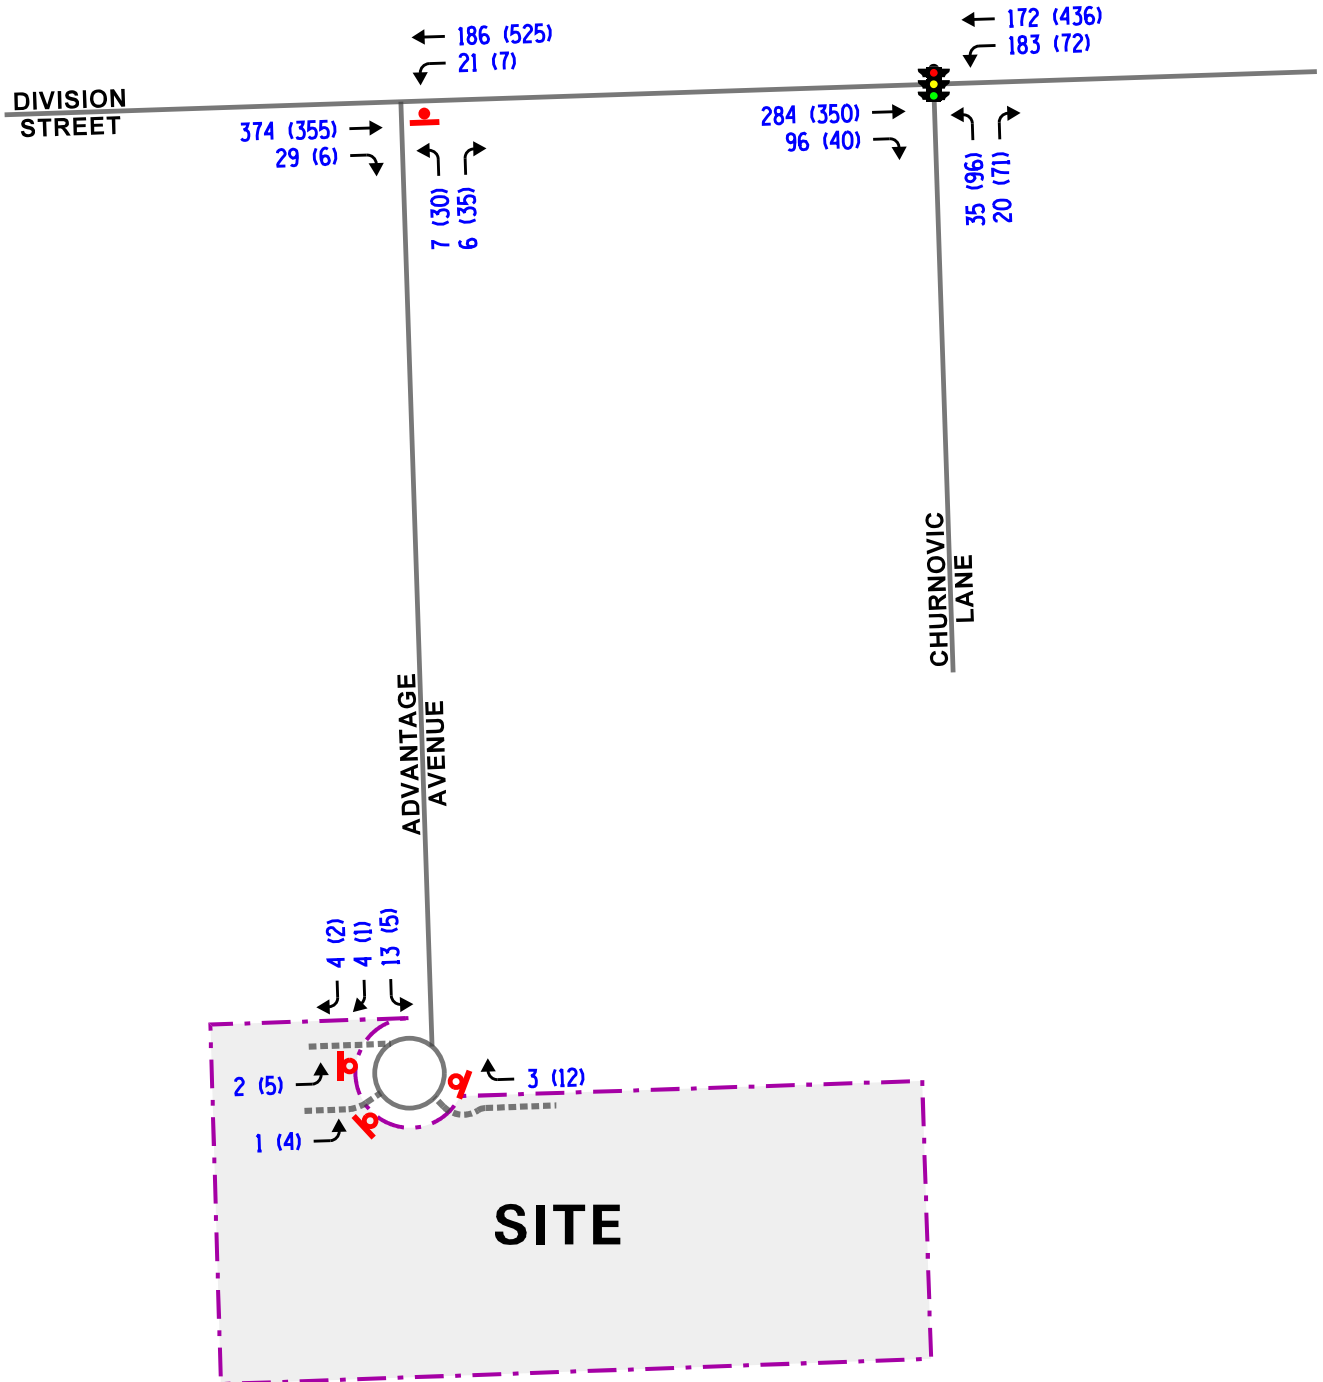 172 (436)
183 (72)
186 (525)
21 (7)
DIVISION
STREET
374 (355)
29 (6)
284 (350)
96 (40)
7 (30)
6 (35)
35 (96)
20 (71)
CHURNOVIC
LANE
ADVANTAGE
AVENUE
4 (2)
4 (1)
13 (5)
2 (5)
3 (12)
1 (4)
SITE